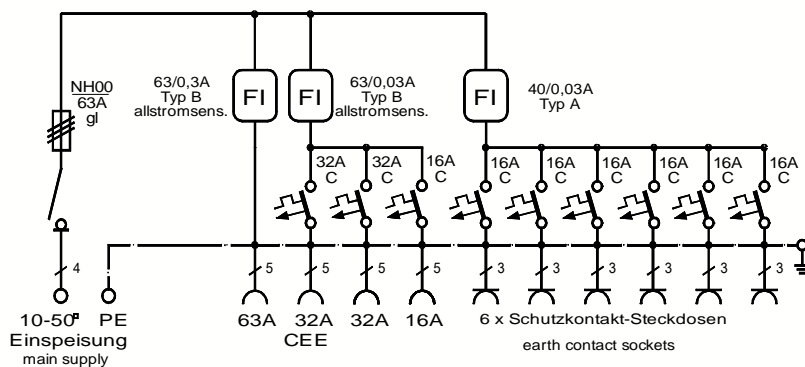 NH00
63A
gl
63/0,3A
Typ B
allstromsens.
FI
63/0,03A
Typ B
allstromsens.
FI
40/0,03A
Typ A
FI
32A
C
32A
C
16A
C
16A
C
16A
C
16A
C
16A
C
16A
C
16A
C
4
5
5
5
5
3
3
3
3
3
3
10-50¤ PE
Einspeisung
main supply
63A
32A
32A
16A
CEE
6 x Schutzkontakt-Steckdosen
earth contact sockets